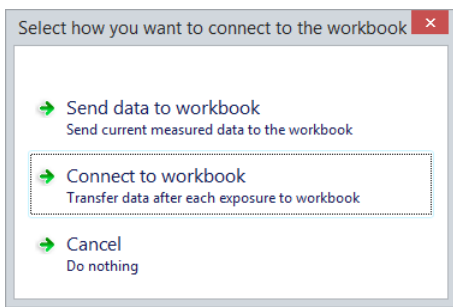 Select how you want to connect to the workbook
Send data to workbook
Send current measured data to the workbook
Connect to workbook
Transfer data after each exposure to workbook
Cancel
Do nothing